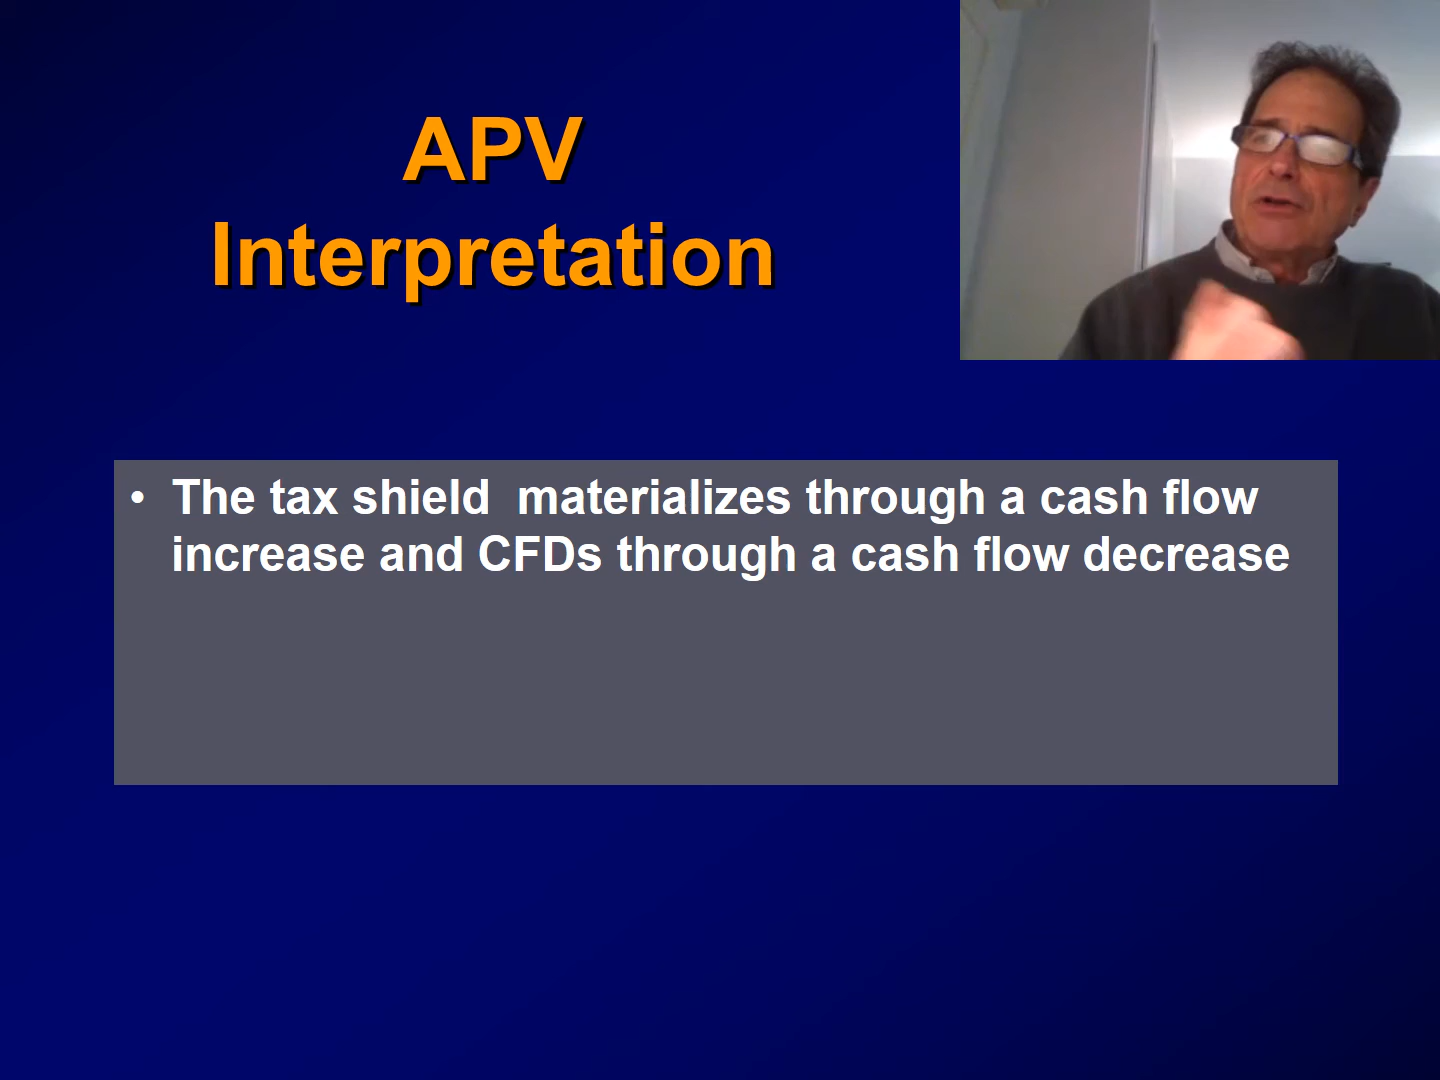 APV
Interpretation
• The tax shield  materializes through a cash flow
increase and CFDs through a cash flow decrease